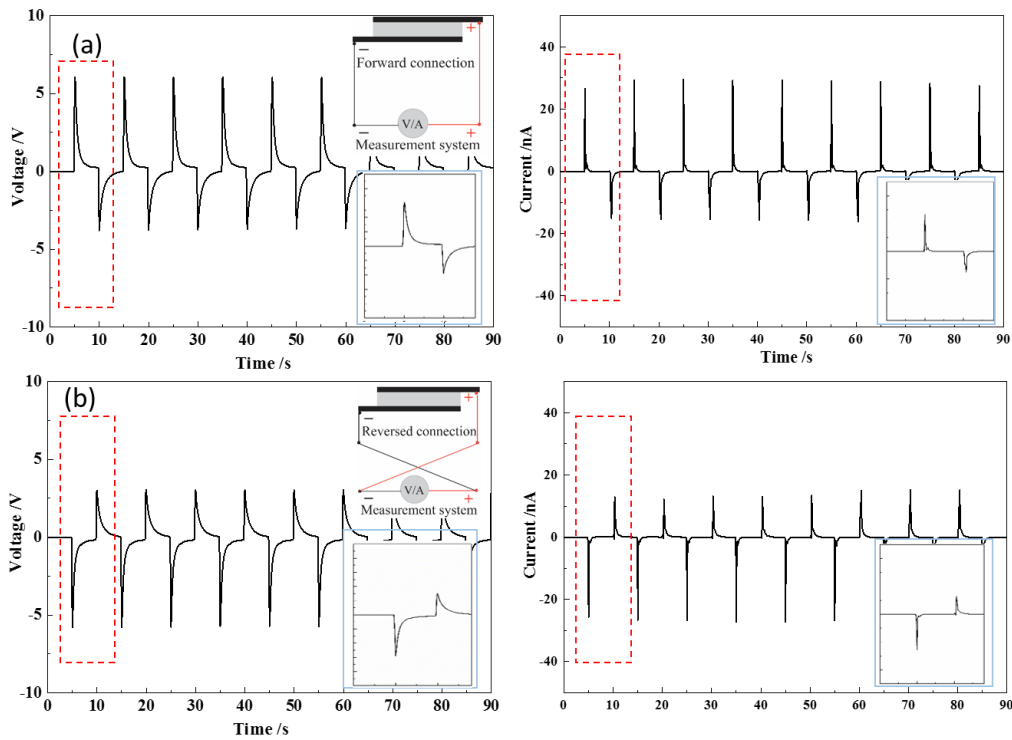 (a)
Voltage /V
10
5
0
-5
-10
0 10 20 30 40 50 60 70 80 90
Time /s
+
−
Forward connection
V/A
− +
Measurement system
Current /nA
40
20
0
-20
-40
0 10 20 30 40 50 60 70 80 90
Time /s
(b)
Voltage /V
10
5
0
-5
-10
0 10 20 30 40 50 60 70 80 90
Time /s
+
−
Reversed connection
V/A
− +
Measurement system
Current /nA
40
20
0
-20
-40
0 10 20 30 40 50 60 70 80 90